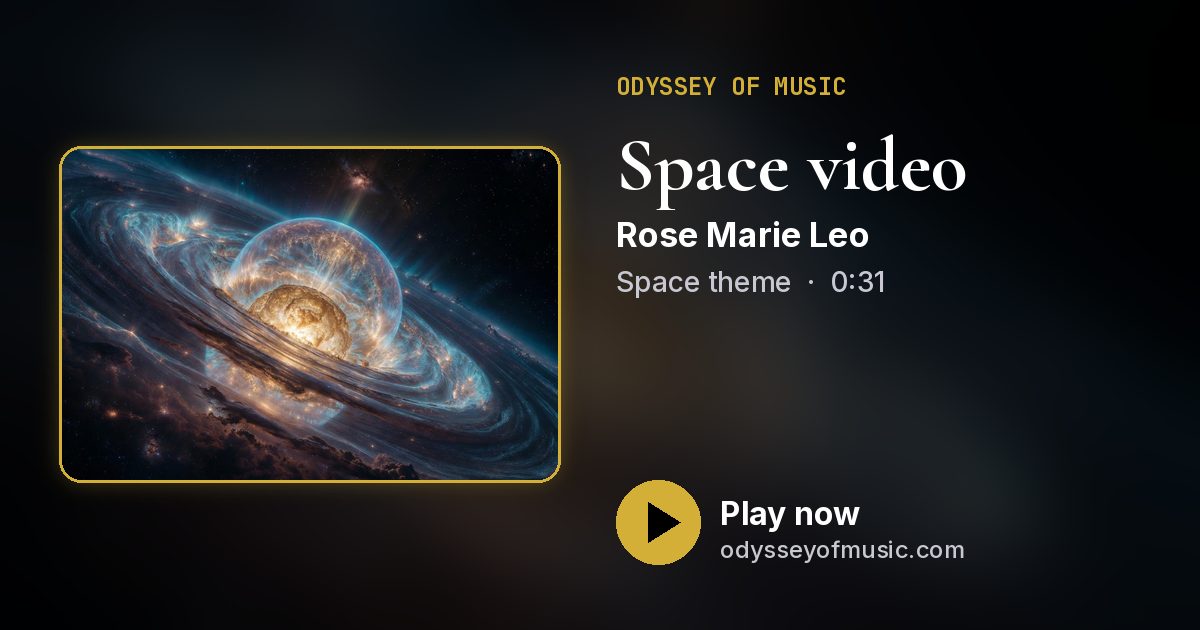 ODYSSEY OF MUSIC
Space video
Rose Marie Leo
Space theme · 0:31
Play now
odysseyofmusic.com